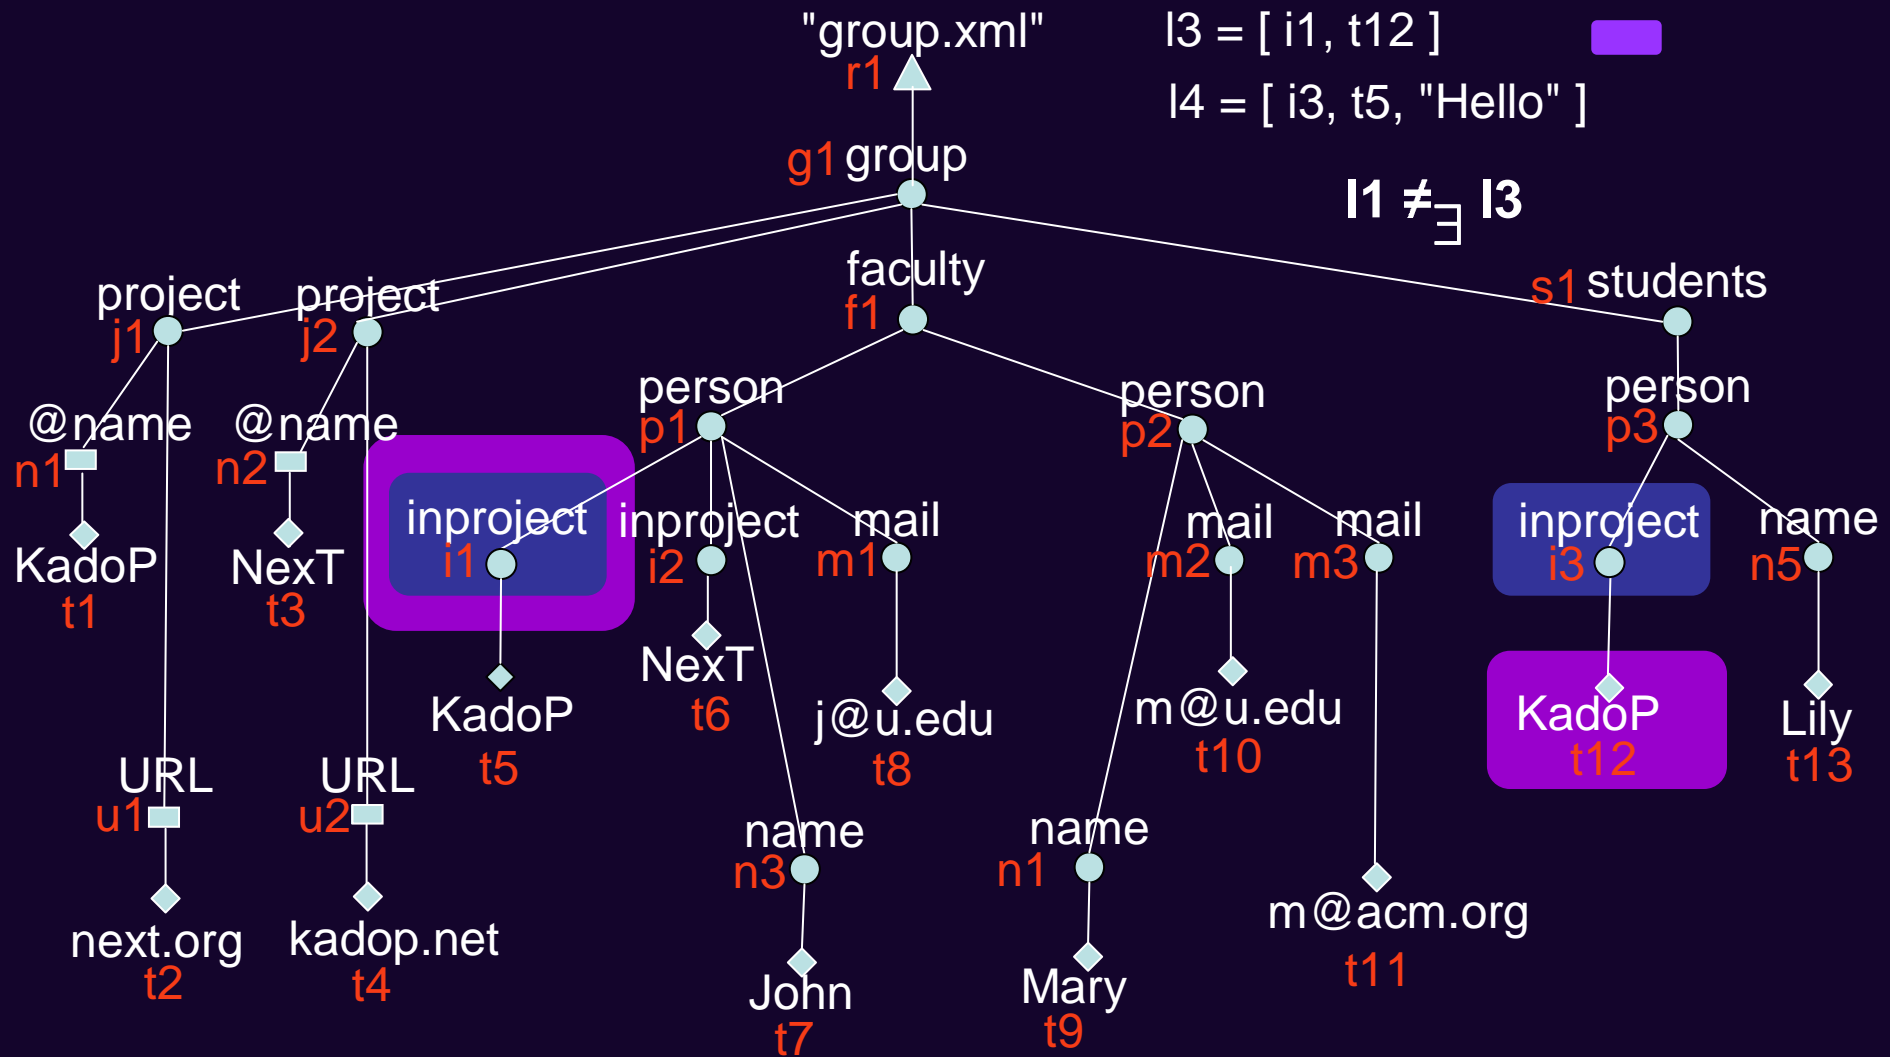 "group.xml"
r1
l3 = [ i1, t12 ]
l4 = [ i3, t5, "Hello" ]
g1 group
l1 ≠∃ l3
project
j1
project
j2
faculty
f1
s1 students
person
p1
person
p2
person
p3
@name
n1
@name
n2
inproject
i1
inproject
i2
mail
m1
mail
m2
mail
m3
inproject
i3
name
n5
KadoP
t1
NexT
t3
KadoP
t5
NexT
t6
j@u.edu
t8
m@u.edu
t10
KadoP
t12
Lily
t13
URL
u1
URL
u2
name
n3
name
n1
m@acm.org
t11
next.org
t2
kadop.net
t4
John
t7
Mary
t9